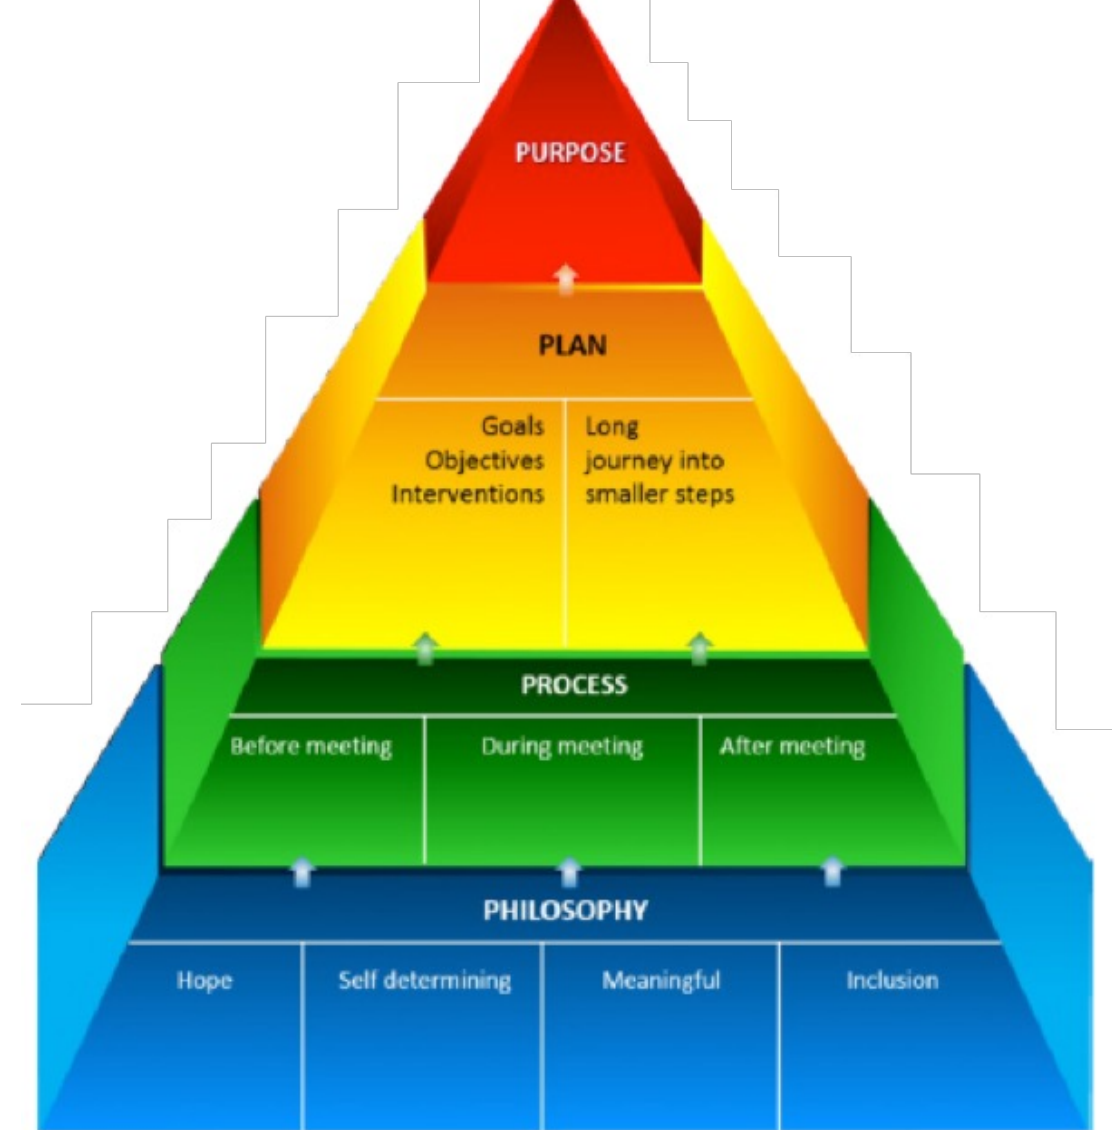 PURPOSE
PLAN
Goals
Objectives
Interventions
Long
journey into
smaller steps
PROCESS
Before meeting
During meeting
After meeting
PHILOSOPHY
Hope
Self determining
Meaningful
Inclusion